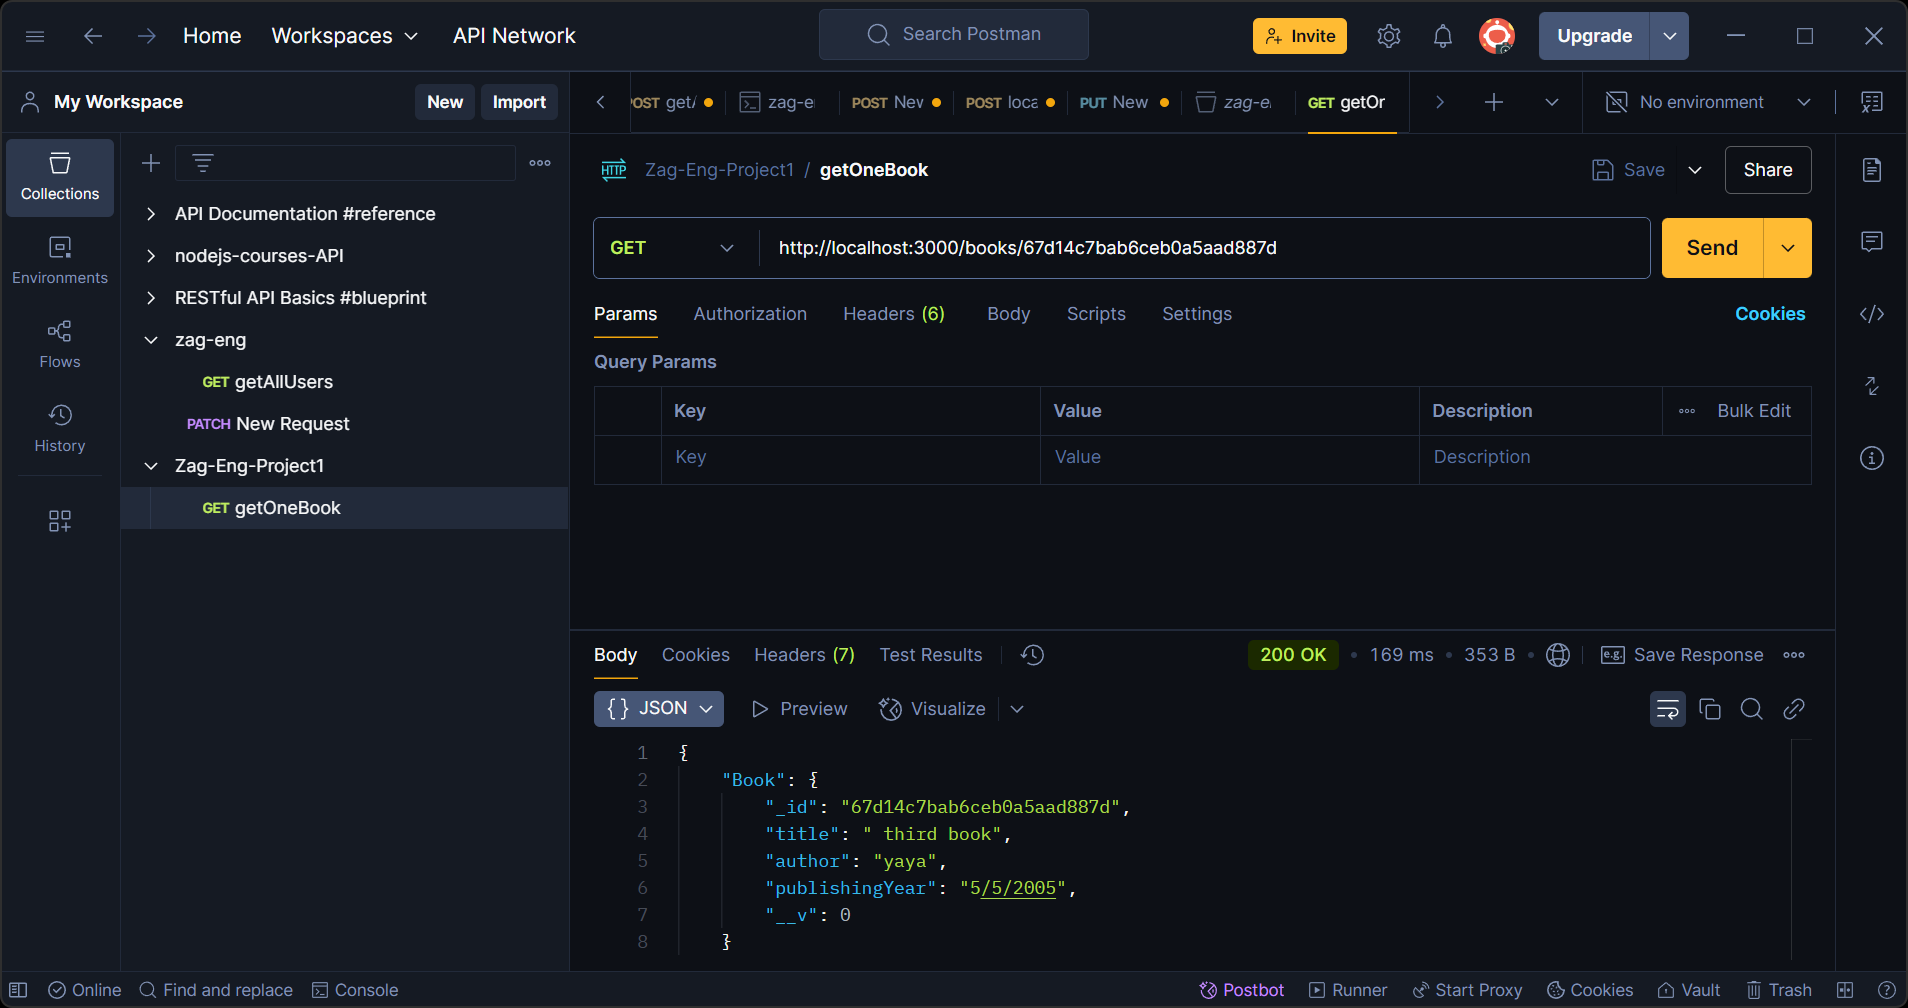 Home Workspaces API Network Search Postman Invite Upgrade
My Workspace New Import
POST get/ zag-e POST New POST loca PUT New zag-e GET getOr No environment
Collections
Environments
Flows
History
API Documentation #reference
nodejs-courses-API
RESTful API Basics #blueprint
zag-eng
GET getAllUsers
PATCH New Request
Zag-Eng-Project1
GET getOneBook
HTTP Zag-Eng-Project1 / getOneBook Save Share
GET http://localhost:3000/books/67d14c7bab6ceb0a5aad887d Send
Params Authorization Headers (6) Body Scripts Settings Cookies
Query Params
Key Value Description Bulk Edit
Key Value Description
Body Cookies Headers (7) Test Results 200 OK • 169 ms • 353 B • e.g. Save Response
{} JSON Preview Visualize
1 {
2 "Book": {
3 "_id": "67d14c7bab6ceb0a5aad887d",
4 "title": " third book",
5 "author": "yaya",
6 "publishingYear": "5/5/2005",
7 "__v": 0
8 }
Online Find and replace Console Postbot Runner Start Proxy Cookies Vault Trash